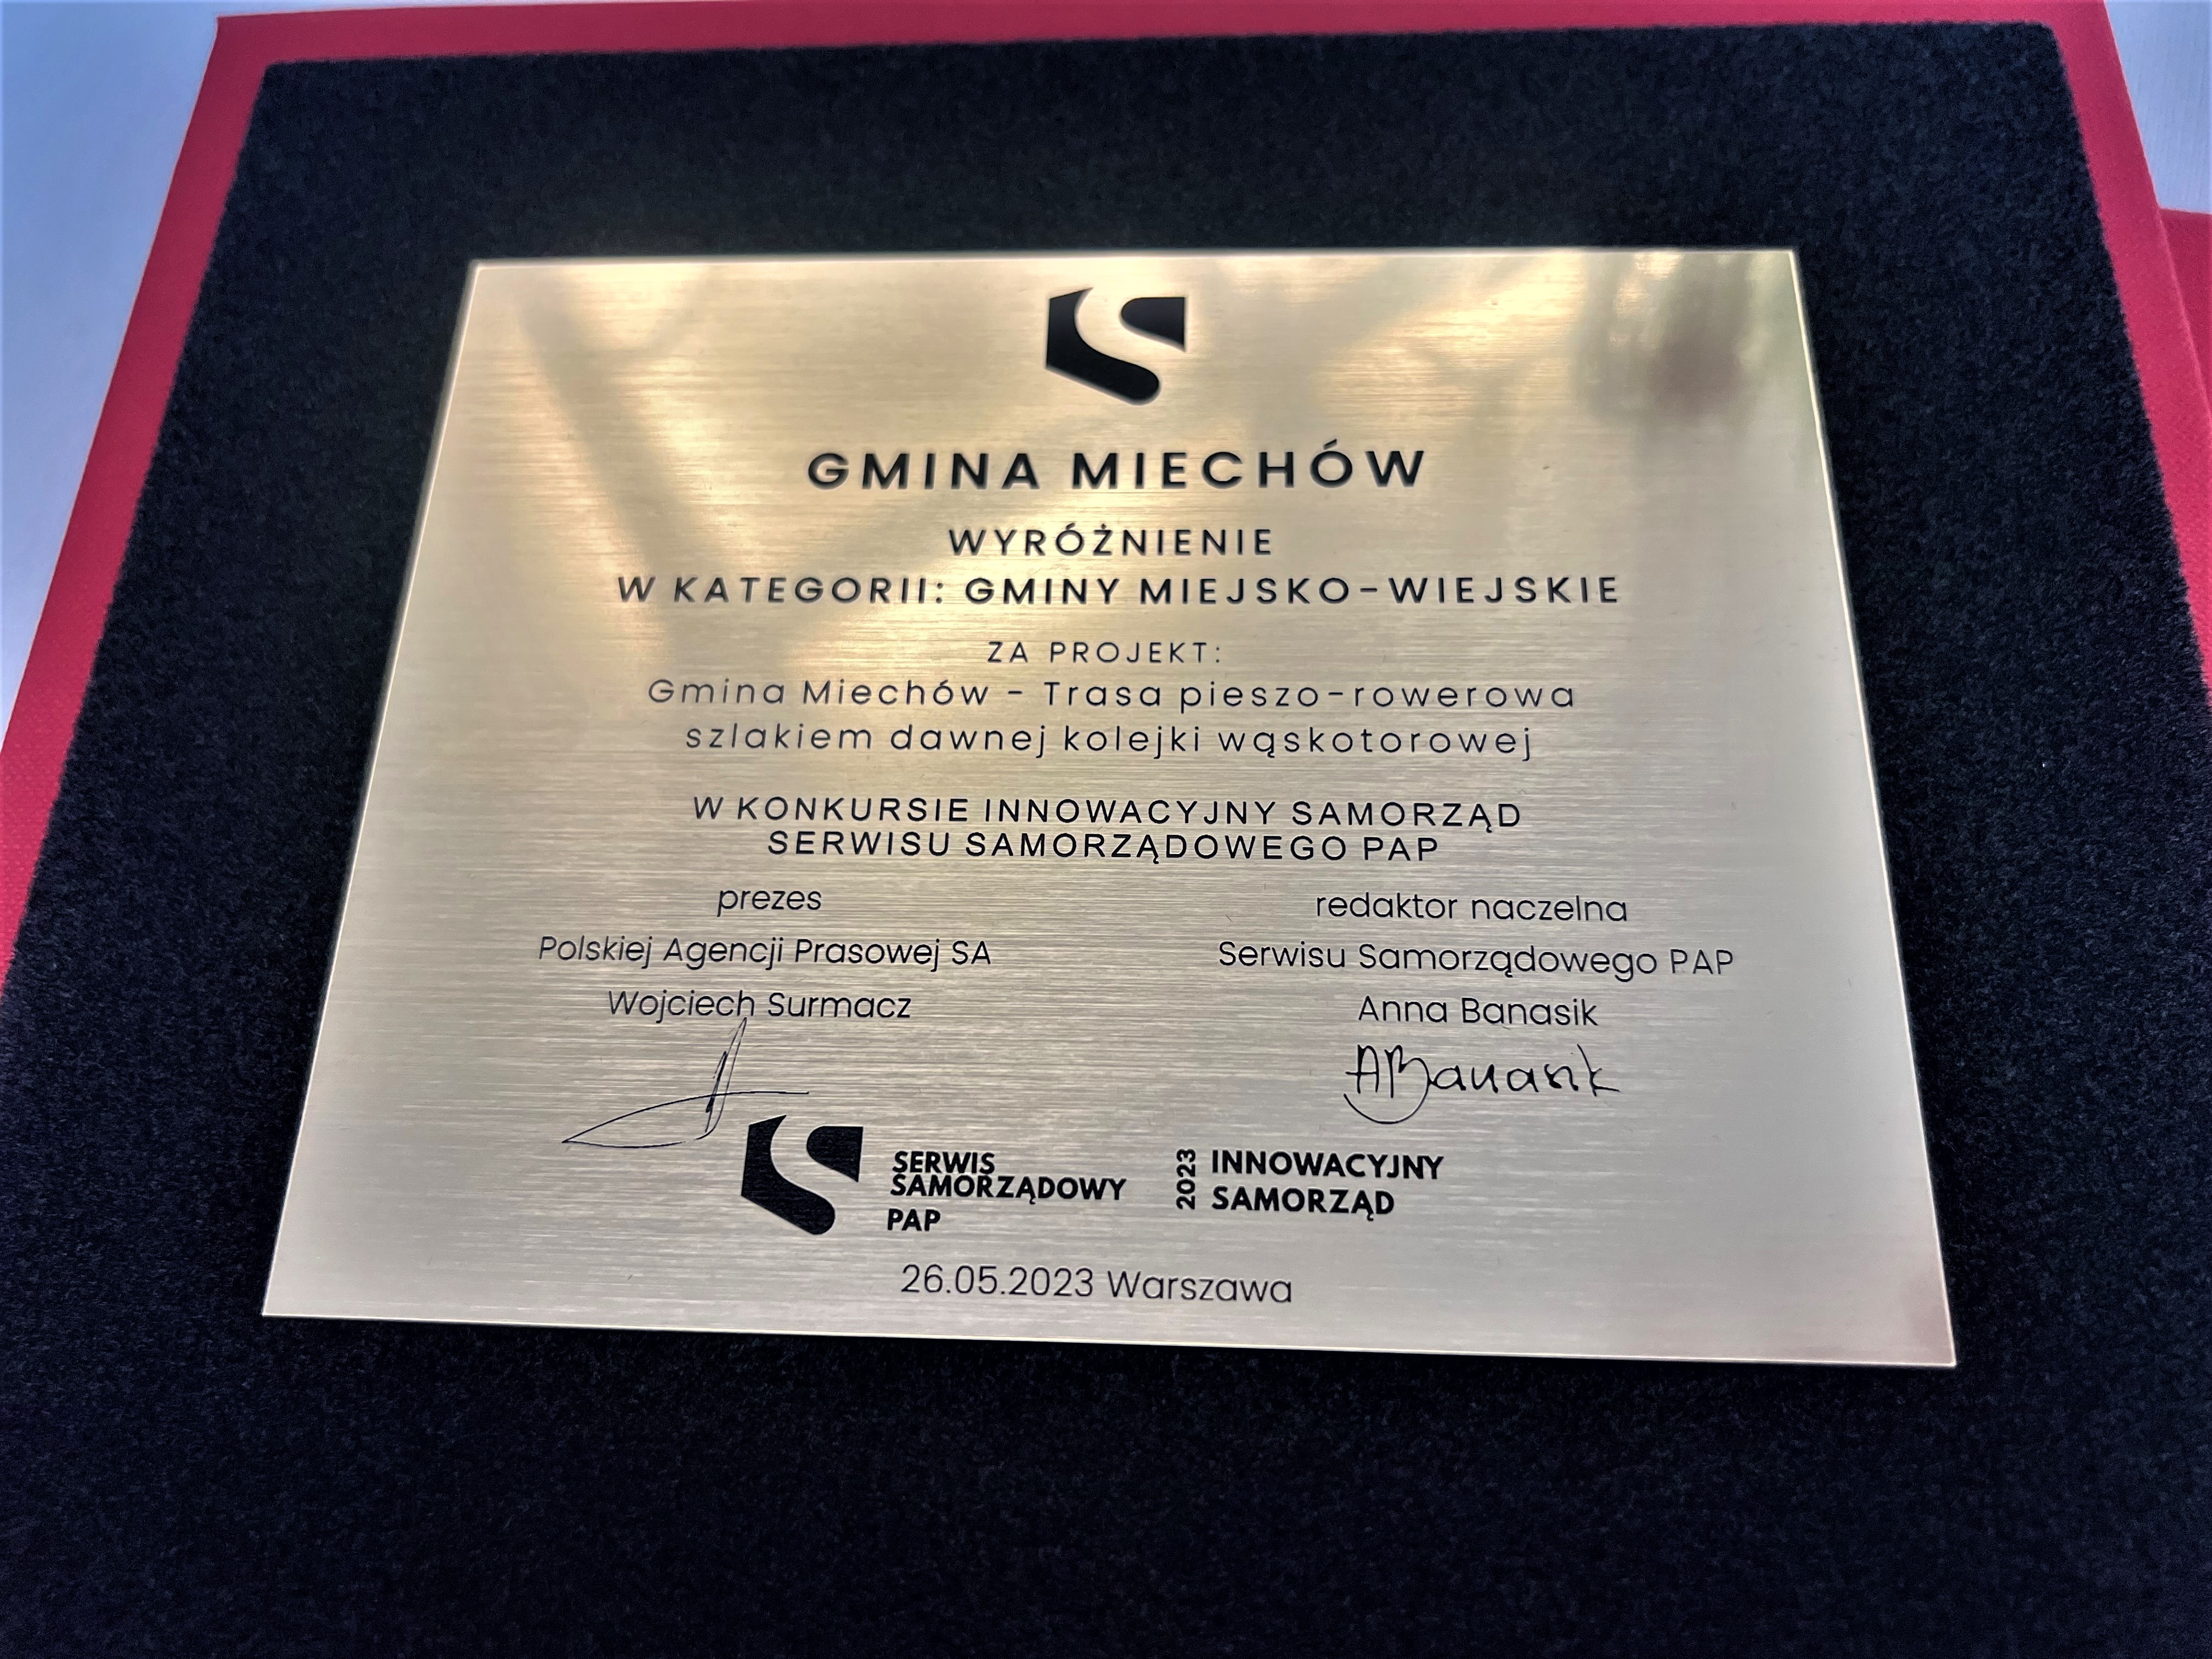 GMINA MIECHÓW
WYRÓŻNIENIE
W KATEGORII: GMINY MIEJSKO-WIEJSKIE
ZA PROJEKT:
Gmina Miechów - Trasa pieszo-rowerowa
szlakiem dawnej kolejki wąskotorowej
W KONKURSIE INNOWACYJNY SAMORZĄD
SERWISU SAMORZĄDOWEGO PAP
prezes
Polskiej Agencji Prasowej SA
Wojciech Surmacz
redaktor naczelna
Serwisu Samorządowego PAP
Anna Banasik
ABanasik
SERWIS
SAMORZĄDOWY
PAP
2023
INNOWACYJNY
SAMORZĄD
26.05.2023 Warszawa